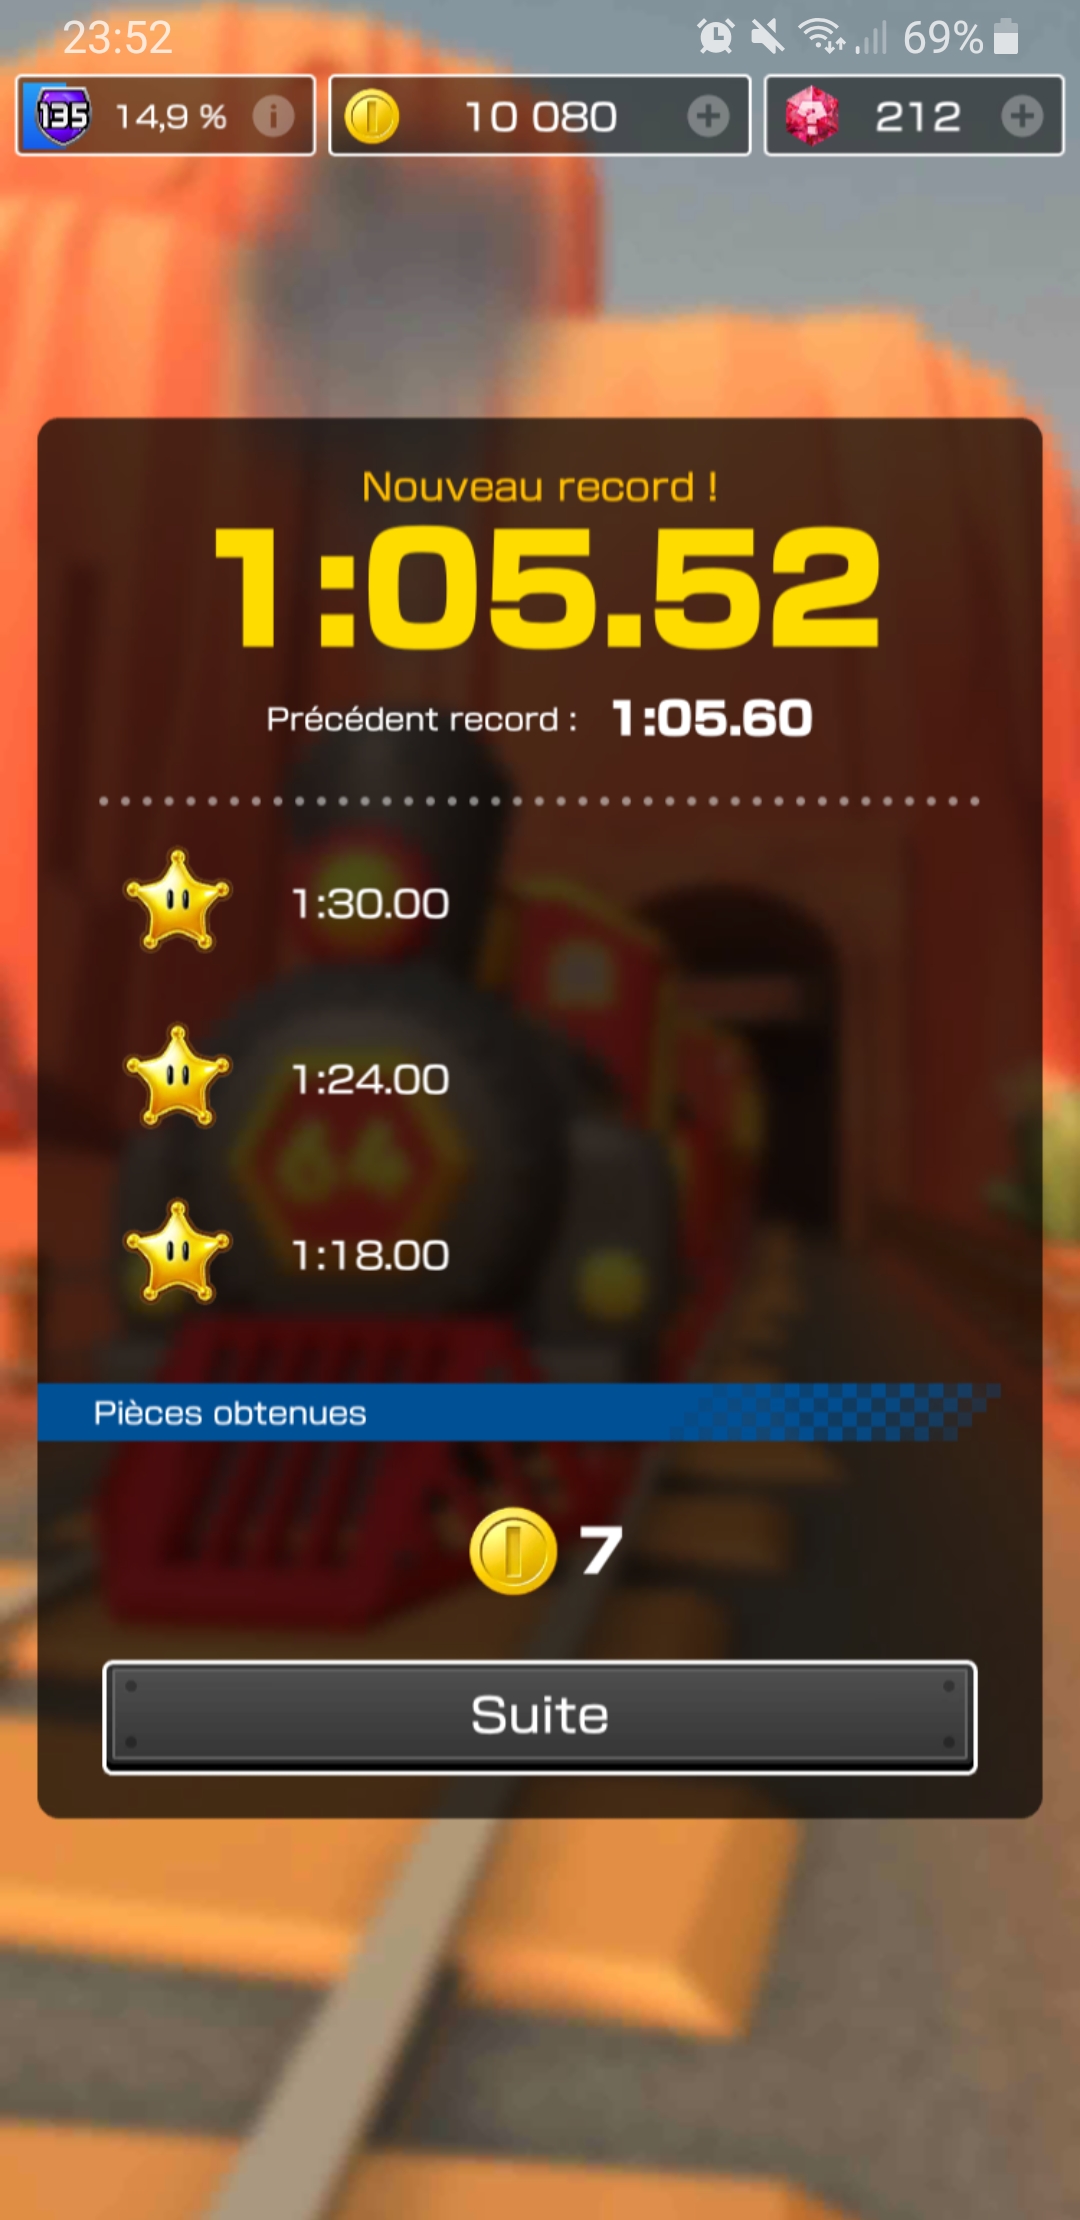 23:52 69%
135 14,9 % i 10 080 212
Nouveau record !
1:05.52
Précédent record : 1:05.60
1:30.00
1:24.00
64
1:18.00
Pièces obtenues
7
Suite